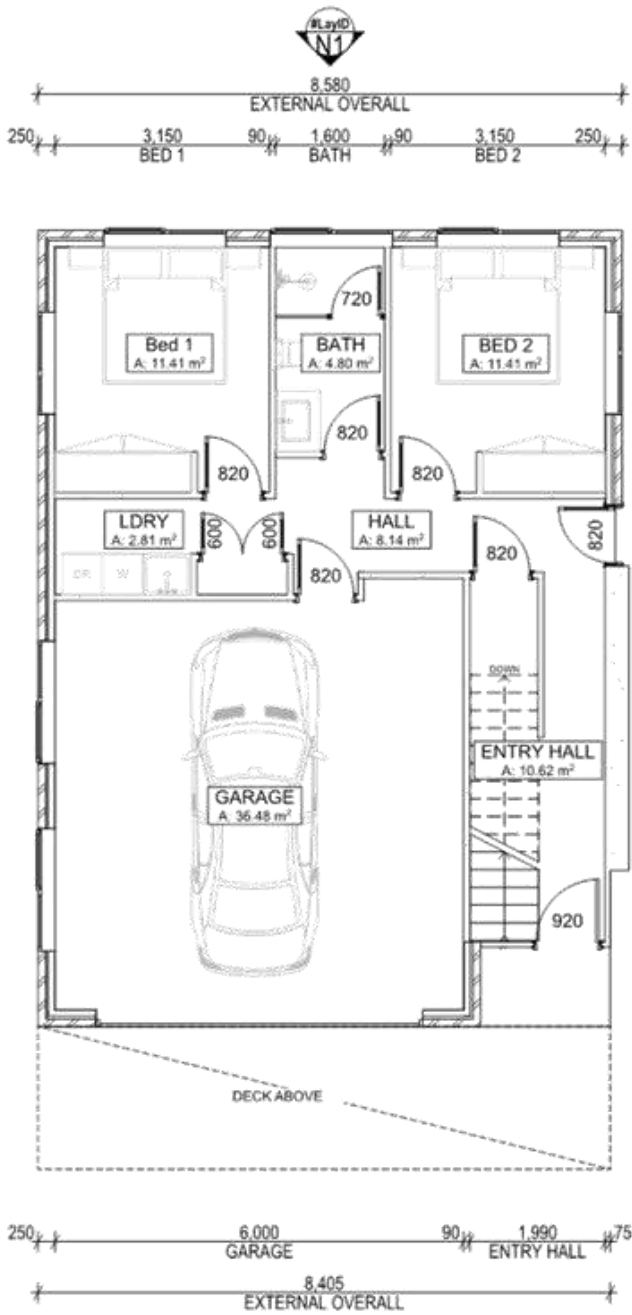 #LayID
N1
8,580
EXTERNAL OVERALL
250 3,150 90 1,600 90 3,150 250
BED 1 BATH BED 2
720
Bed 1
A: 11.41 m²
BATH
A: 4.80 m²
BED 2
A: 11.41 m²
820
820 820
LDRY
A: 2.81 m²
600 600
HALL
A: 8.14 m²
820
820
820
DR W
DOWN
ENTRY HALL
A: 10.62 m²
GARAGE
A: 36.48 m²
920
DECK ABOVE
250 6,000 90 1,990 75
GARAGE ENTRY HALL
8,405
EXTERNAL OVERALL